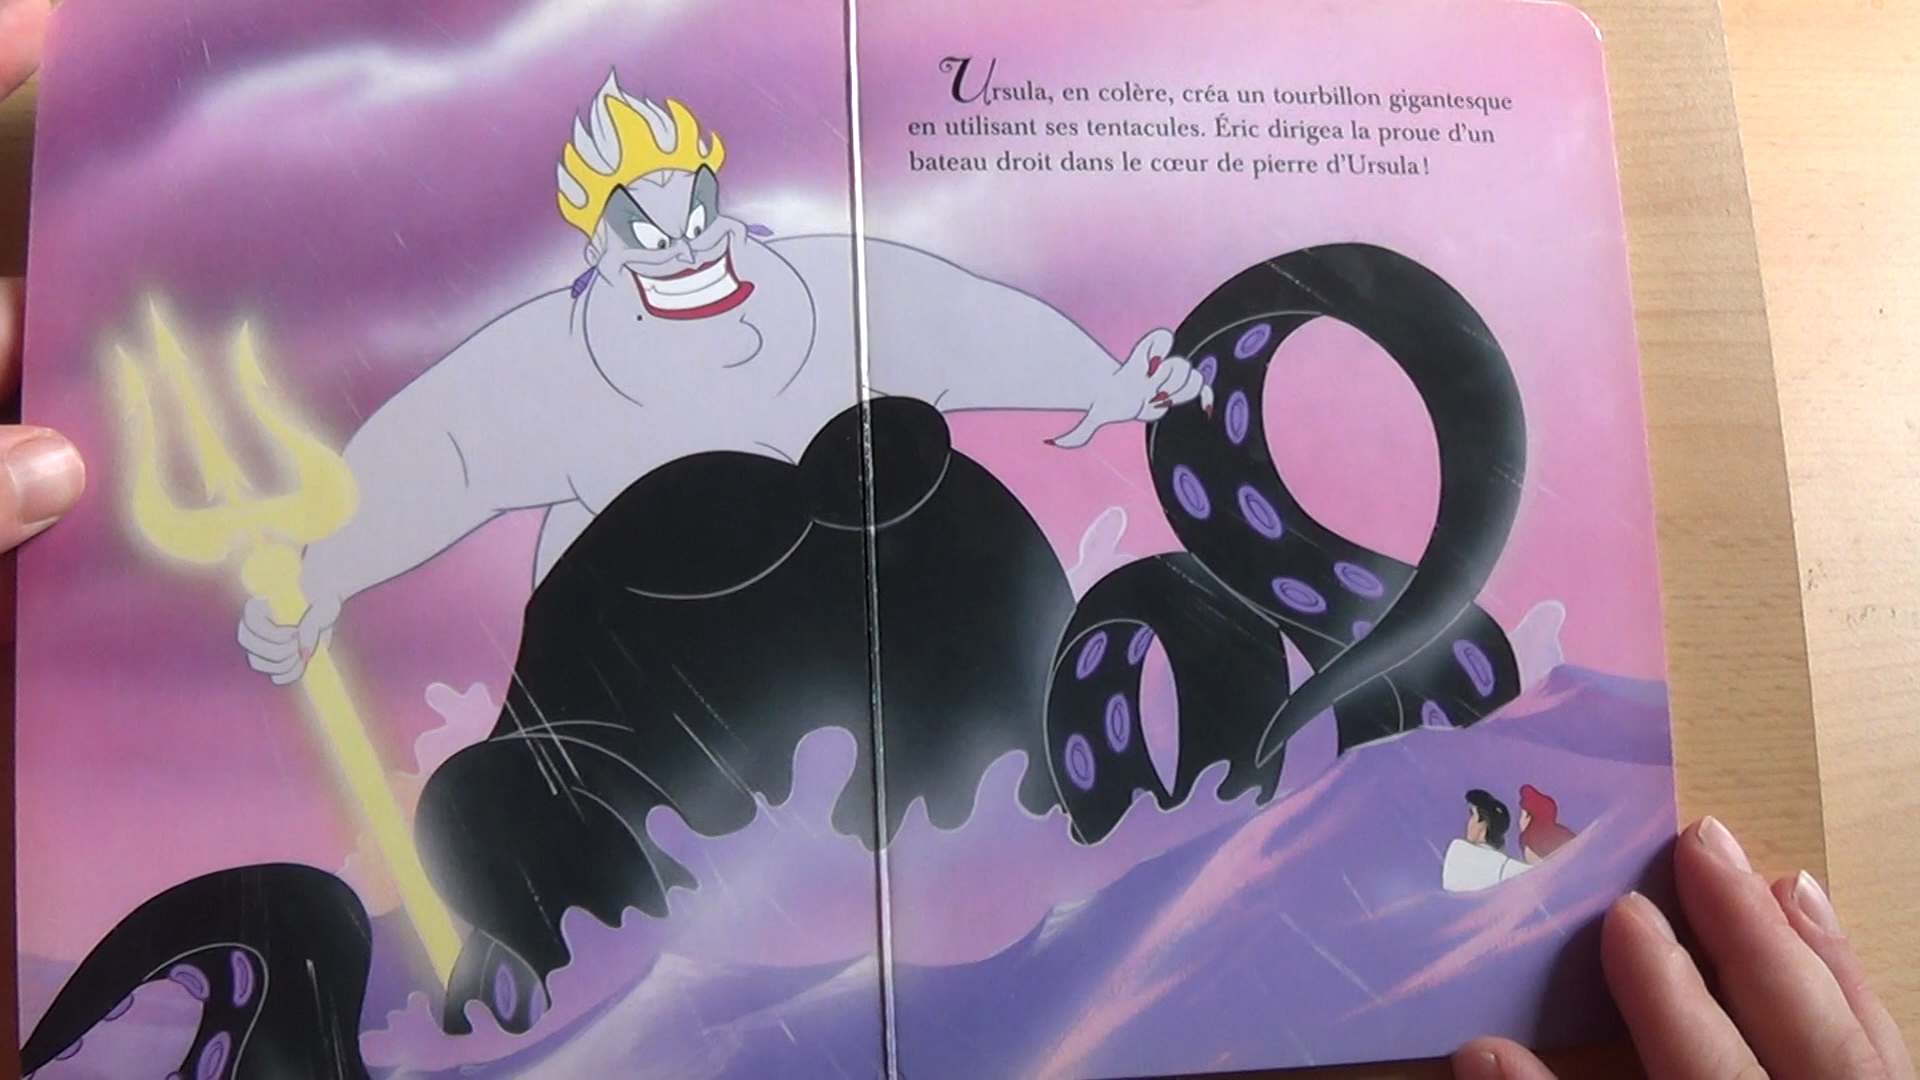 Ursula, en colère, créa un tourbillon gigantesque
en utilisant ses tentacules. Éric dirigea la proue d'un
bateau droit dans le cœur de pierre d'Ursula !